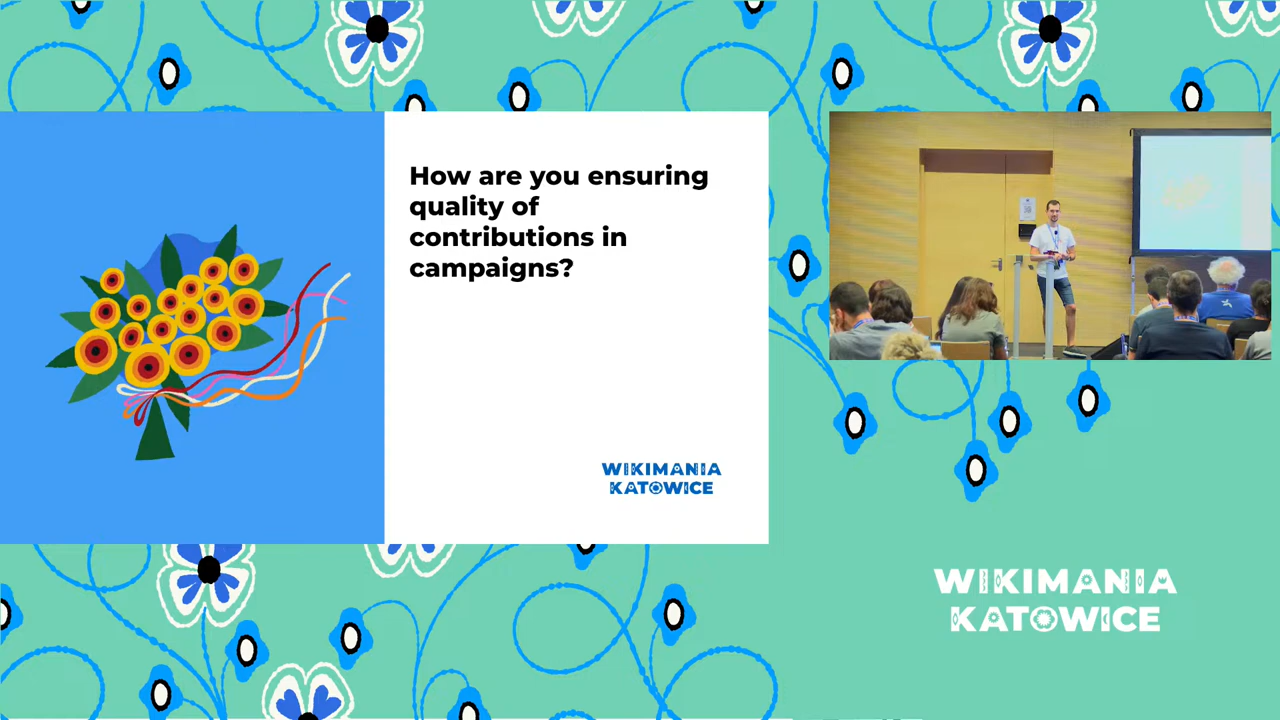 How are you ensuring
quality of
contributions in
campaigns?
WIKIMANIA
KATOWICE
WIKIMANIA
KATOWICE